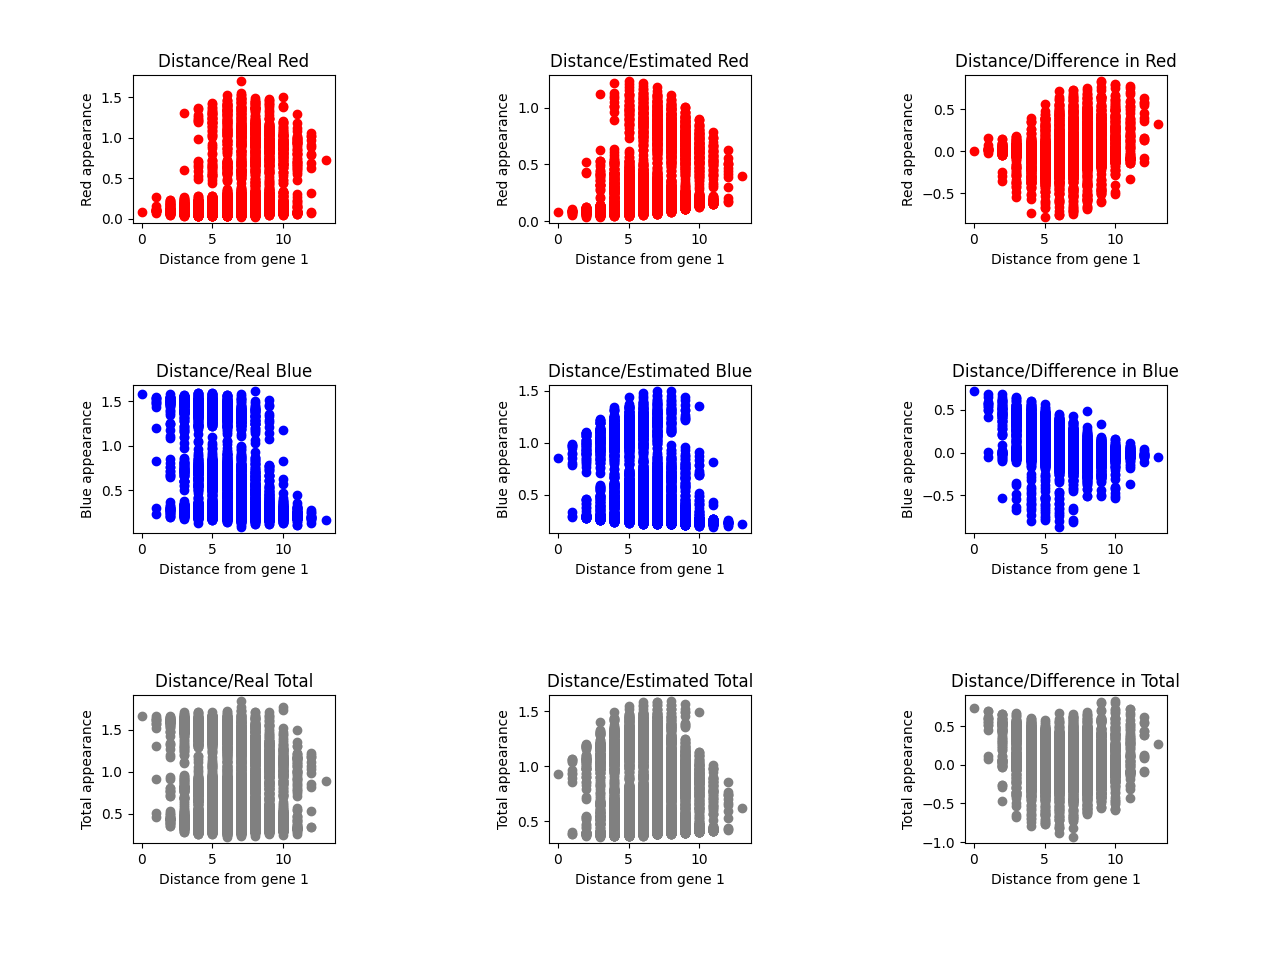 Distance/Real Red
Distance/Estimated Red
Distance/Difference in Red
Red appearance
1.5
1.0
0.5
0.0
0
5
10
Distance from gene 1
Red appearance
1.0
0.5
0.0
0
5
10
Distance from gene 1
Red appearance
0.5
0.0
−0.5
0
5
10
Distance from gene 1
Distance/Real Blue
Distance/Estimated Blue
Distance/Difference in Blue
Blue appearance
1.5
1.0
0.5
0
5
10
Distance from gene 1
Blue appearance
1.5
1.0
0.5
0
5
10
Distance from gene 1
Blue appearance
0.5
0.0
−0.5
0
5
10
Distance from gene 1
Distance/Real Total
Distance/Estimated Total
Distance/Difference in Total
Total appearance
1.5
1.0
0.5
0
5
10
Distance from gene 1
Total appearance
1.5
1.0
0.5
0
5
10
Distance from gene 1
Total appearance
0.5
0.0
−0.5
−1.0
0
5
10
Distance from gene 1